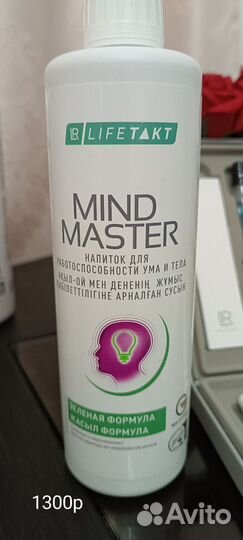 LR LIFETAKT
MIND
MASTER
НАПИТОК ДЛЯ
РАБОТОСПОСОБНОСТИ УМА И ТЕЛА
АҚЫЛ-ОЙ МЕН ДЕНЕНІҢ ЖҰМЫС
ҚАБІЛЕТТІЛІГІНЕ АРНАЛҒАН СУСЫН
ЗЕЛЕНАЯ ФОРМУЛА
ЖАСЫЛ ФОРМУЛА
LR
1300р
Avito